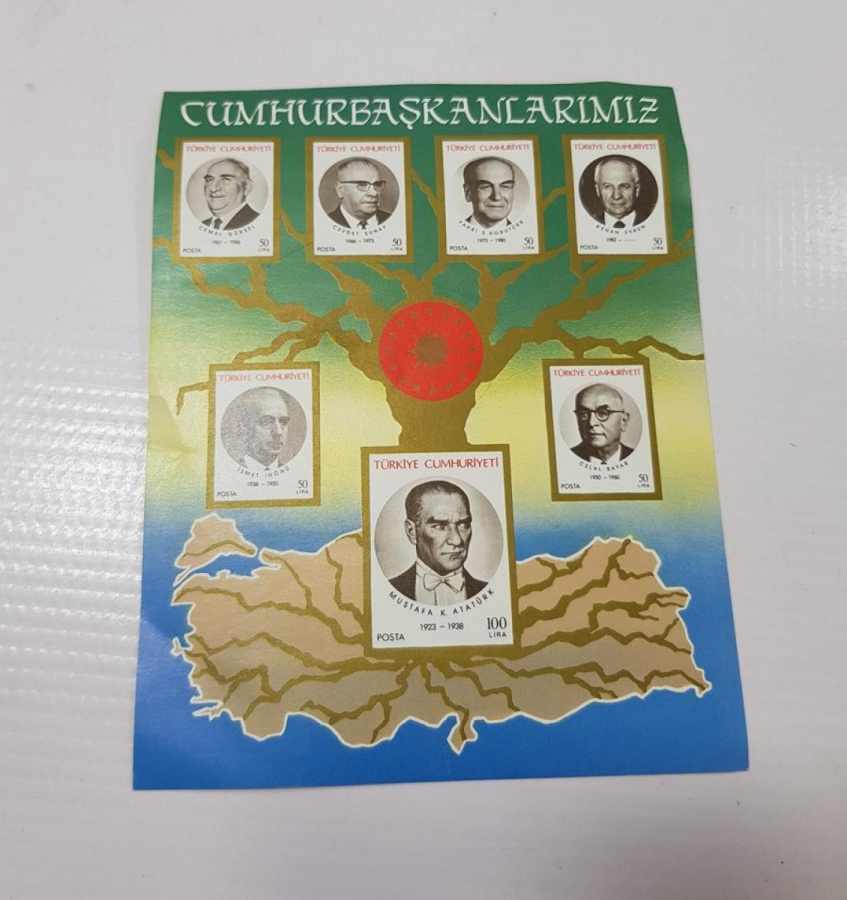 CUMHURBAŞKANLARIMIZ
TÜRKİYE CUMHURİYETİ
CEMAL GÜRSEL
1961 - 1966
POSTA 50 LİRA
TÜRKİYE CUMHURİYETİ
CEVDET SUNAY
1966 - 1973
POSTA 50 LİRA
TÜRKİYE CUMHURİYETİ
FAHRİ S. KORUTÜRK
1973 - 1980
POSTA 50 LİRA
TÜRKİYE CUMHURİYETİ
KENAN EVREN
1982 - ......
POSTA 50 LİRA
TÜRKİYE CUMHURİYETİ
İSMET İNÖNÜ
1938 - 1950
POSTA 50 LİRA
TÜRKİYE CUMHURİYETİ
CELAL BAYAR
1950 - 1960
POSTA 50 LİRA
TÜRKİYE CUMHURİYETİ
MUSTAFA K. ATATÜRK
1923 - 1938
POSTA 100 LİRA